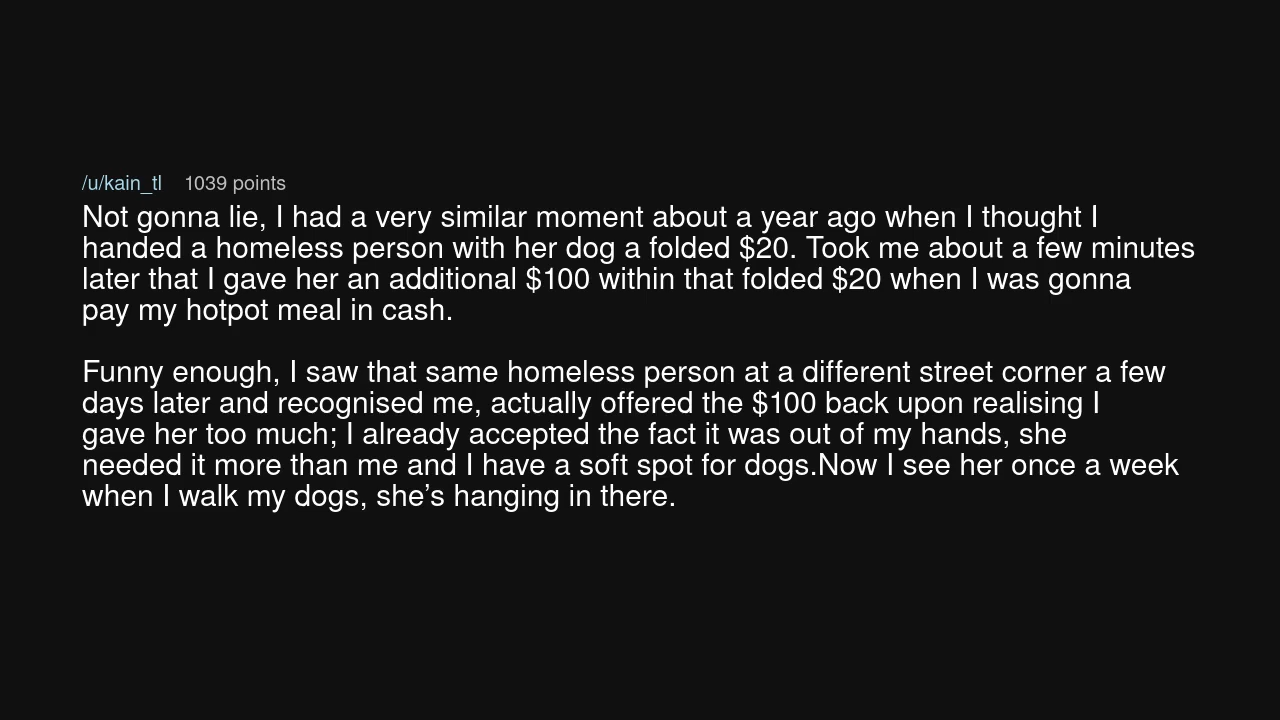 /u/kain_tl 1039 points
Not gonna lie, I had a very similar moment about a year ago when I thought I
handed a homeless person with her dog a folded $20. Took me about a few minutes
later that I gave her an additional $100 within that folded $20 when I was gonna
pay my hotpot meal in cash.
Funny enough, I saw that same homeless person at a different street corner a few
days later and recognised me, actually offered the $100 back upon realising I
gave her too much; I already accepted the fact it was out of my hands, she
needed it more than me and I have a soft spot for dogs.Now I see her once a week
when I walk my dogs, she’s hanging in there.